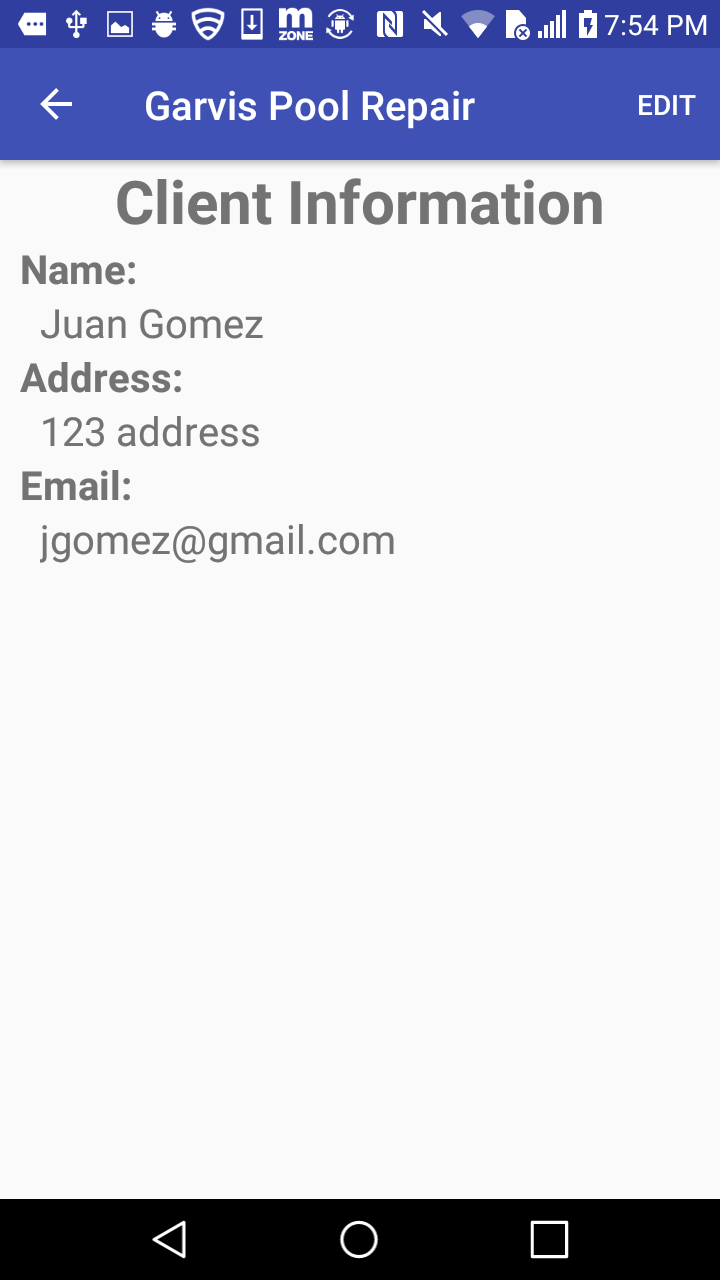 m
ZONE
7:54 PM
Garvis Pool Repair
EDIT
Client Information
Name:
Juan Gomez
Address:
123 address
Email:
jgomez@gmail.com